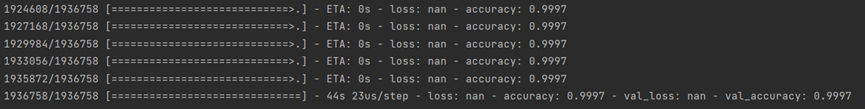 1924608/1936758 [============================>.] - ETA: 0s - loss: nan - accuracy: 0.9997
1927168/1936758 [============================>.] - ETA: 0s - loss: nan - accuracy: 0.9997
1929984/1936758 [============================>.] - ETA: 0s - loss: nan - accuracy: 0.9997
1933056/1936758 [============================>.] - ETA: 0s - loss: nan - accuracy: 0.9997
1935872/1936758 [============================>.] - ETA: 0s - loss: nan - accuracy: 0.9997
1936758/1936758 [==============================] - 44s 23us/step - loss: nan - accuracy: 0.9997 - val_loss: nan - val_accuracy: 0.9997